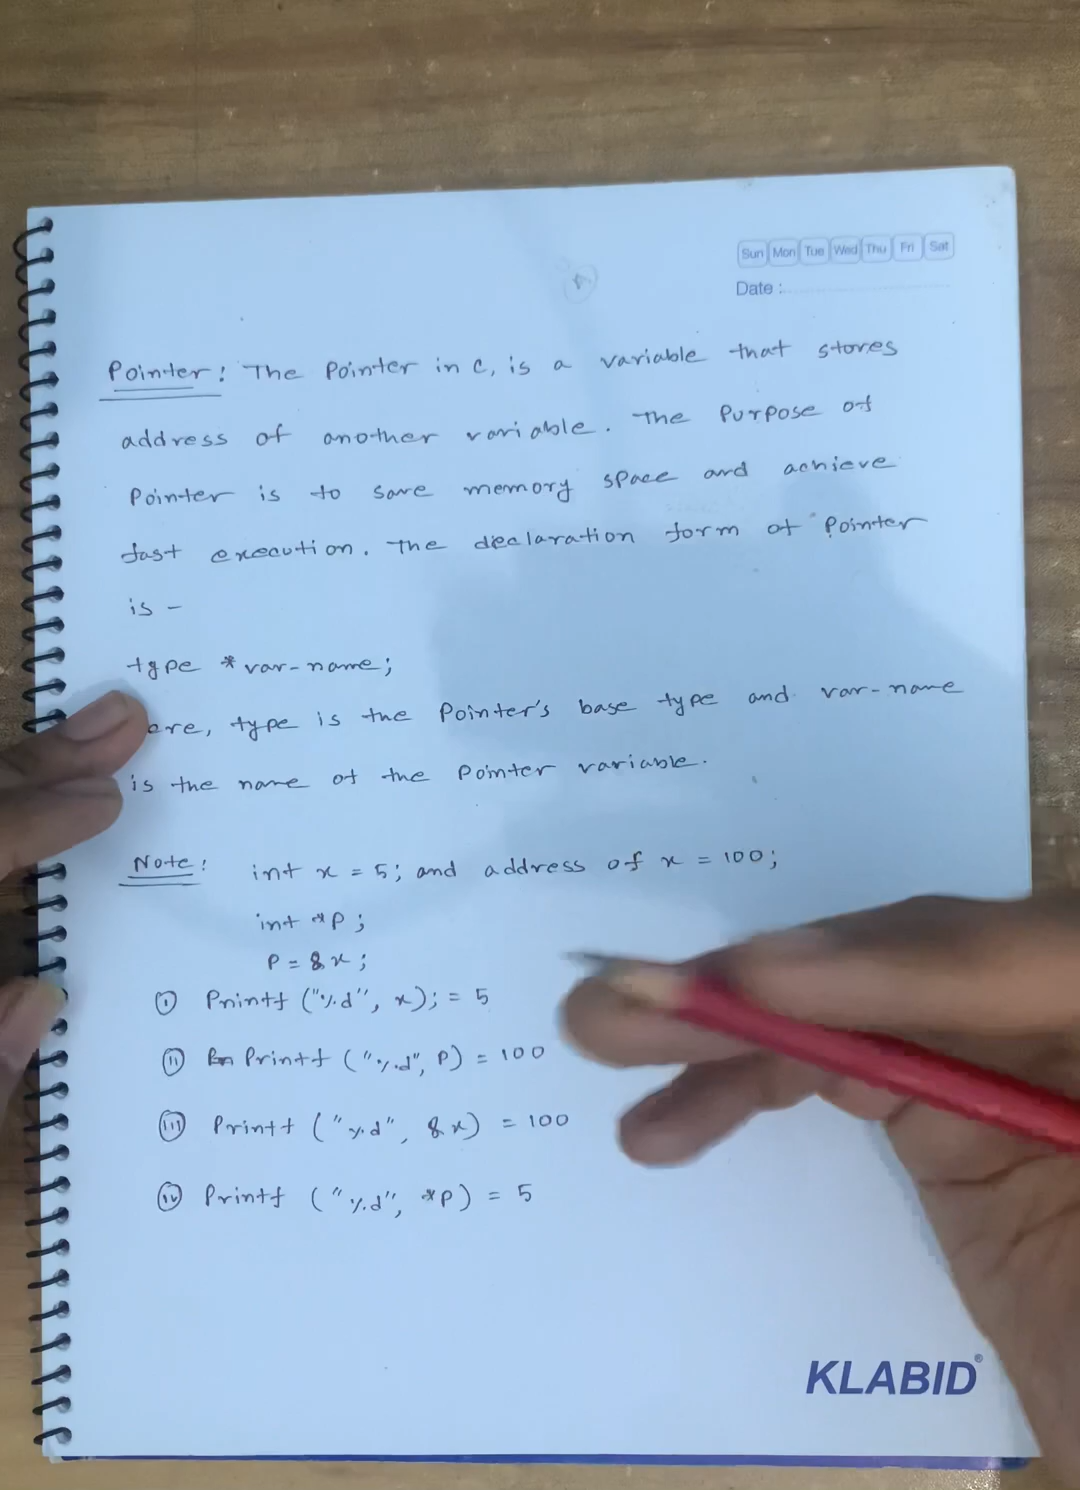 Sun Mon Tue Wed Thu Fri Sat
Date :
Pointer: The Pointer in C, is a variable that stores
address of another variable. The Purpose of
Pointer is to save memory space and achieve
fast execution. The declaration form of Pointer
is -
type *var-name;
ere, type is the Pointer's base type and var-name
is the name of the Pointer variable.
Note: int x = 5; and address of x = 100;
int *P;
P = &x;
(i) Printf ("%d", x); = 5
(ii) Printf ("%d", P) = 100
(iii) Printf ("%d", &x) = 100
(iv) Printf ("%d", *P) = 5
KLABID®